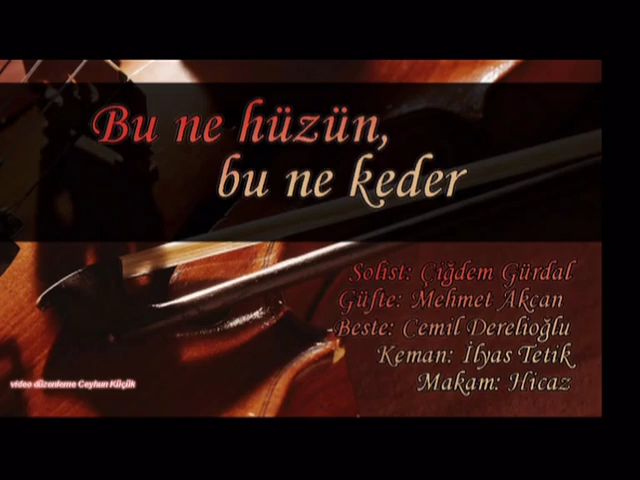 Bu ne hüzün,
bu ne keder
Solist: Çiğdem Gürdal
Güfte: Mehmet Akcan
Beste: Cemil Derelioğlu
Keman: İlyas Tetik
Makam: Hicaz
video düzenleme Ceyhun Küçük